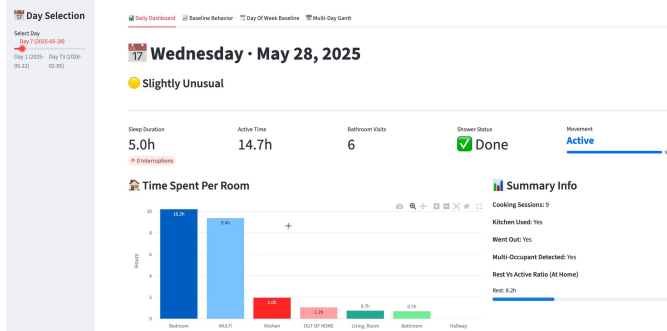 Day Selection
Select Day
Day 7 (2025-05-28)
Day 1 (2025-05-22)
Day 73 (2026-02-05)
Daily Dashboard
Baseline Behavior
Day Of Week Baseline
Multi-Day Gantt
Wednesday · May 28, 2025
Slightly Unusual
Sleep Duration
5.0h
↑ 0 Interruptions
Active Time
14.7h
Bathroom Visits
6
Shower Status
Done
Movement
Active
Time Spent Per Room
10
8
6
4
2
0
Hours
10.2h
9.4h
2.0h
1.2h
0.7h
0.7h
Bedroom
MULTI
Kitchen
OUT OF HOME
Living_Room
Bathroom
Hallway
Summary Info
Cooking Sessions: 9
Kitchen Used: Yes
Went Out: Yes
Multi-Occupant Detected: Yes
Rest Vs Active Ratio (At Home)
Rest: 8.2h